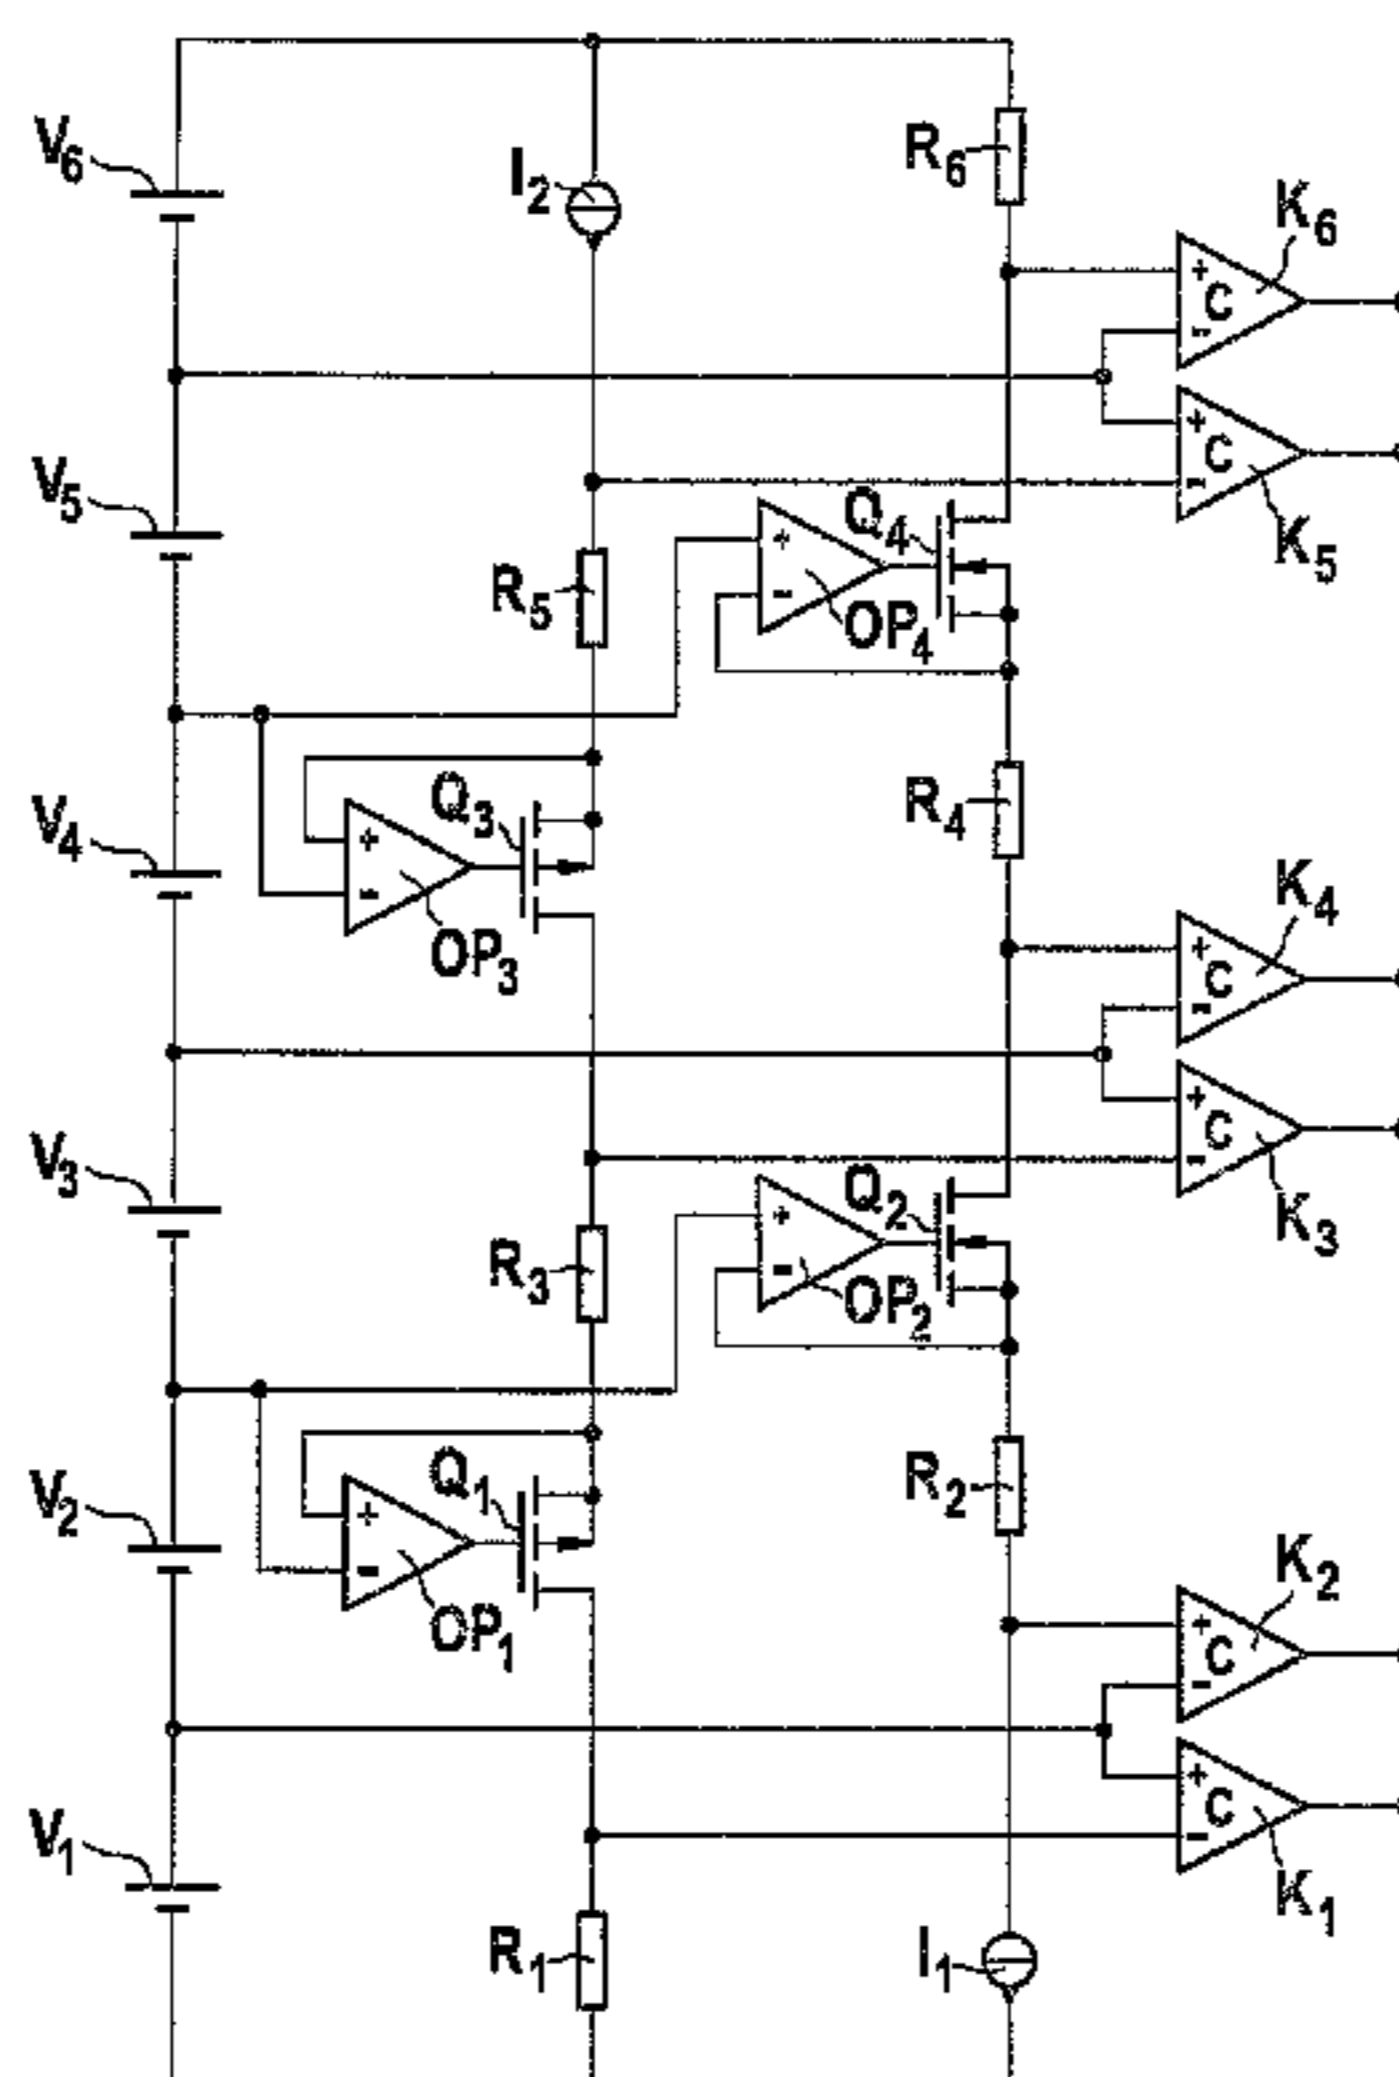 V6
I2
R6
K6
+
C
-
V5
+
C
-
K5
Q4
R5
+
-
OP4
V4
Q3
R4
+
-
OP3
K4
+
C
-
V3
+
C
-
K3
Q2
R3
+
-
OP2
V2
Q1
R2
+
-
OP1
K2
+
C
-
V1
+
C
-
K1
R1
I1